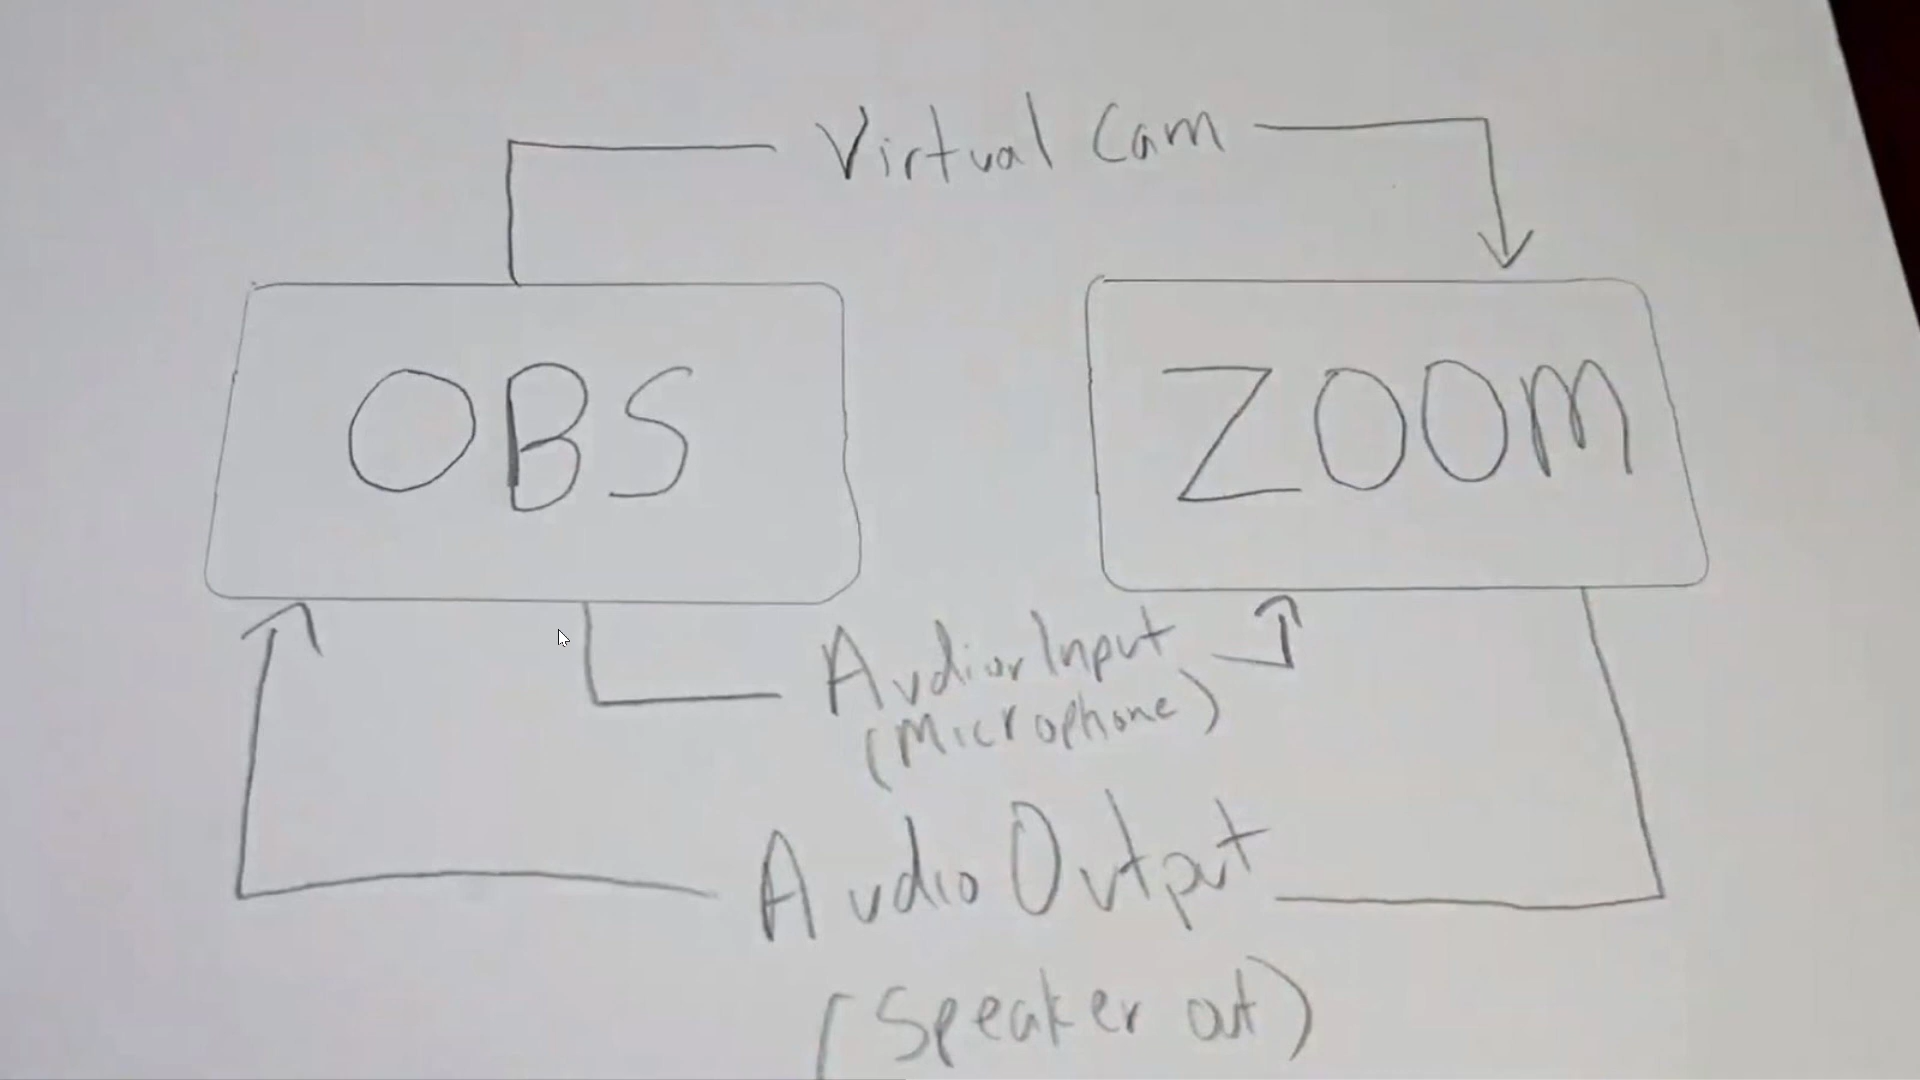 Virtual Cam
OBS
ZOOM
Audio Input
(Microphone)
Audio Output
(Speaker out)